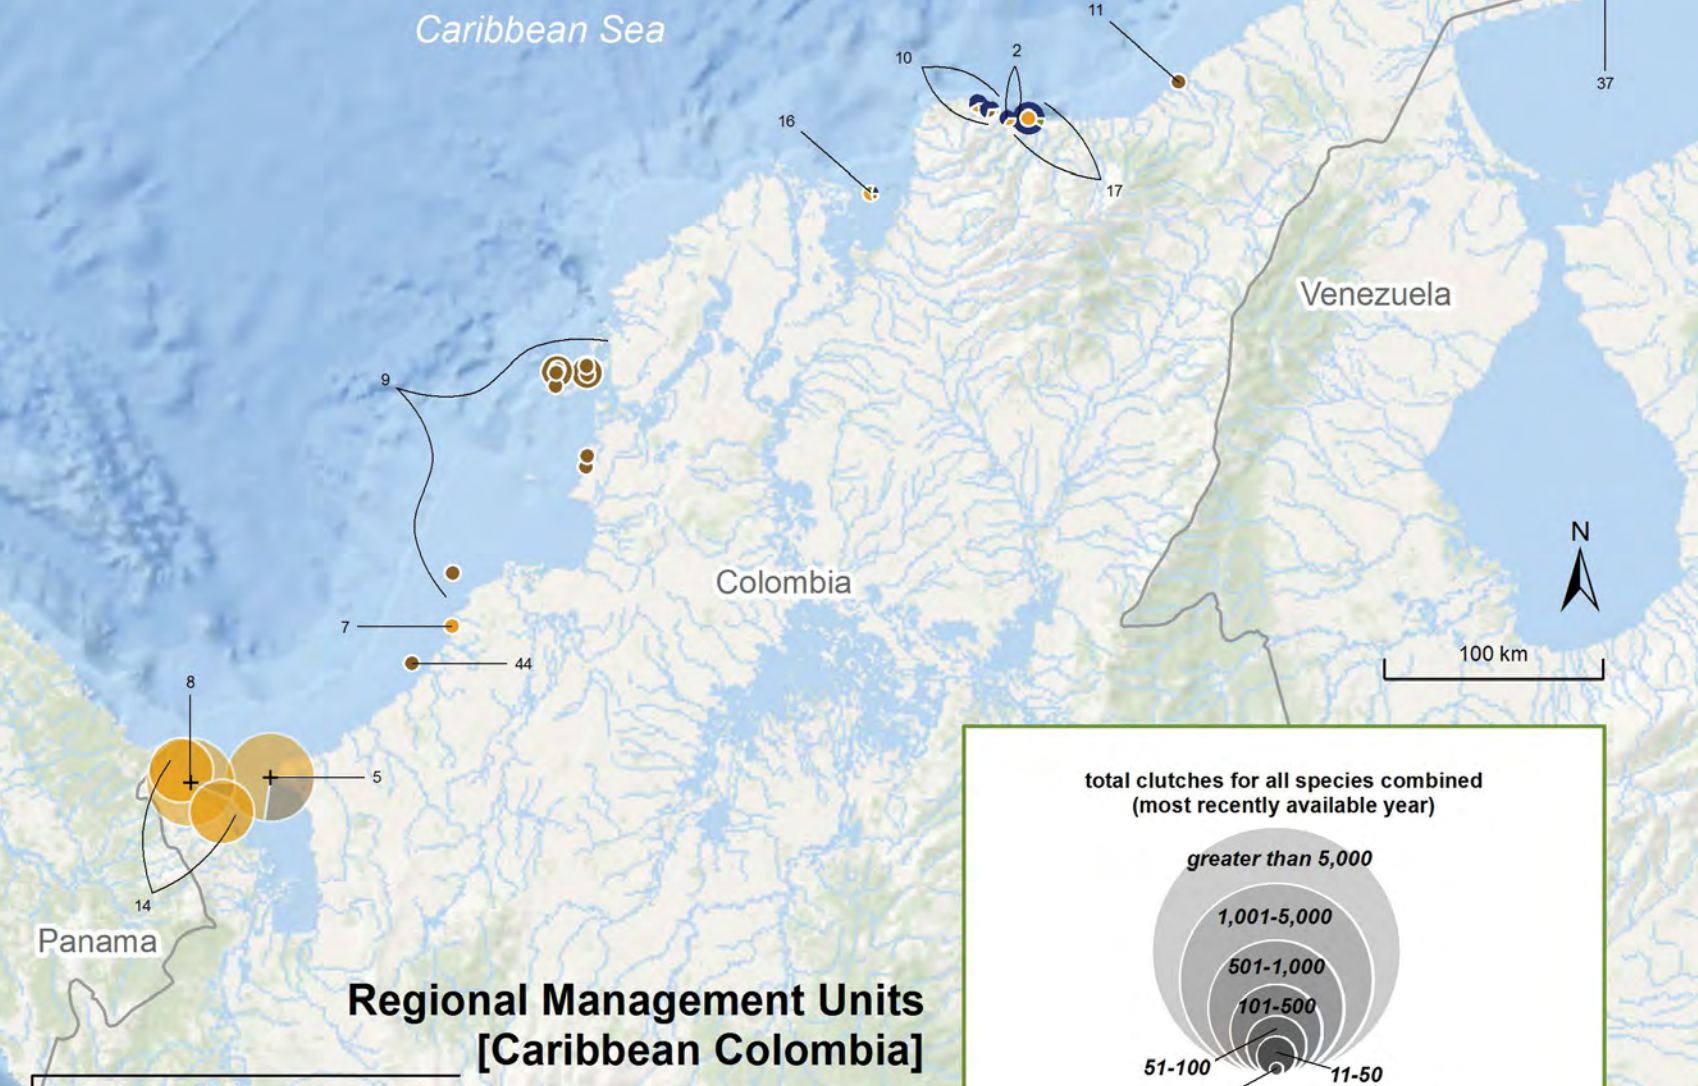 Caribbean Sea
11
10
2
37
16
17
Venezuela
9
N
Colombia
7
44
100 km
8
5
14
Panama
total clutches for all species combined
(most recently available year)
greater than 5,000
1,001-5,000
501-1,000
101-500
51-100
11-50
Regional Management Units
[Caribbean Colombia]